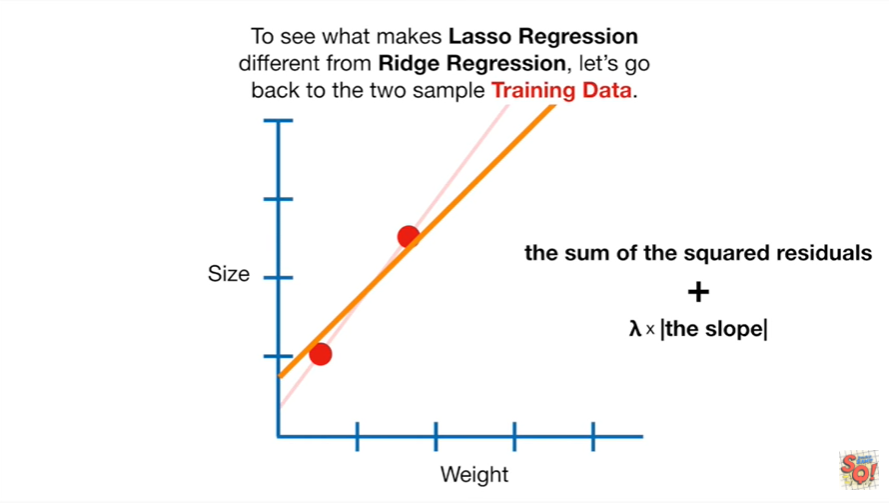 To see what makes Lasso Regression
different from Ridge Regression, let's go
back to the two sample Training Data.
Size
the sum of the squared residuals
+
λ × |the slope|
Weight
SO!